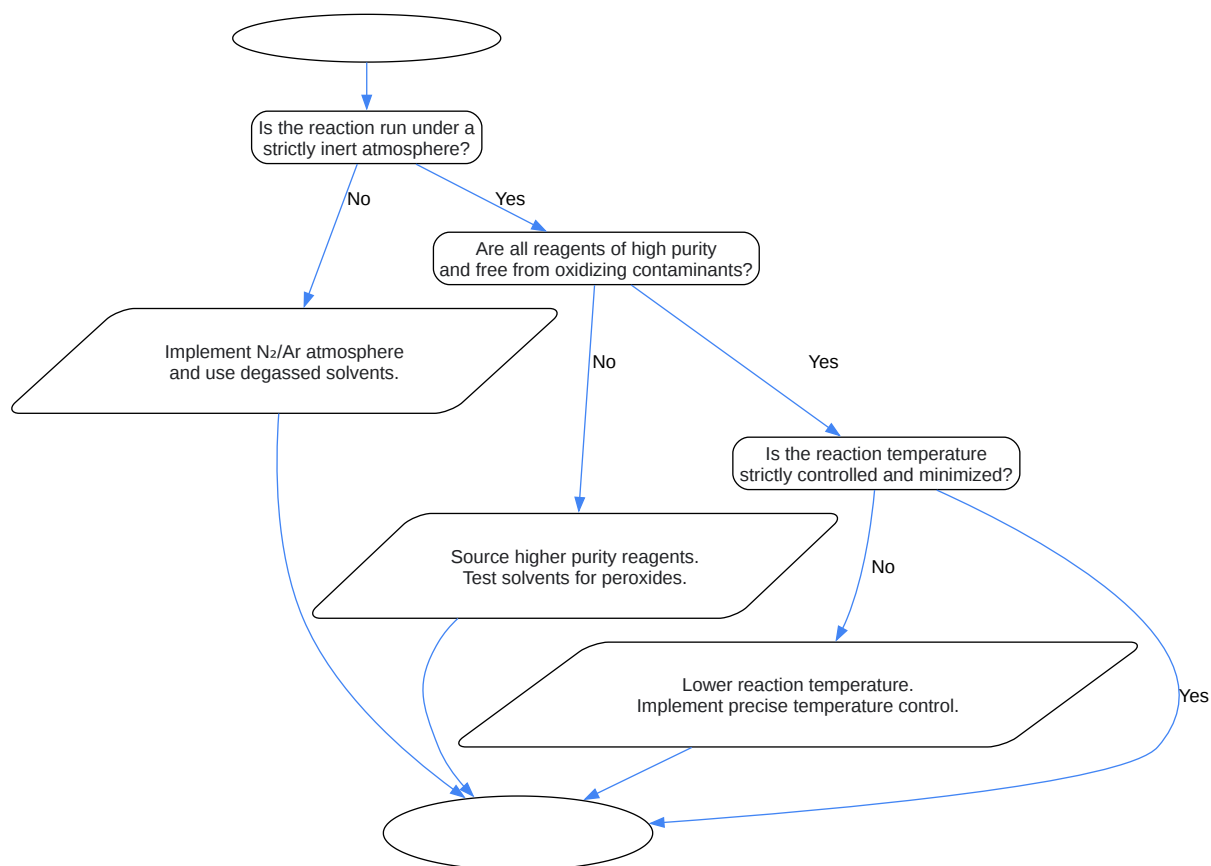 Is the reaction run under a
strictly inert atmosphere?
No
Yes
Are all reagents of high purity
and free from oxidizing contaminants?
Implement N₂/Ar atmosphere
and use degassed solvents.
No
Yes
Is the reaction temperature
strictly controlled and minimized?
Source higher purity reagents.
Test solvents for peroxides.
No
Lower reaction temperature.
Implement precise temperature control.
Yes